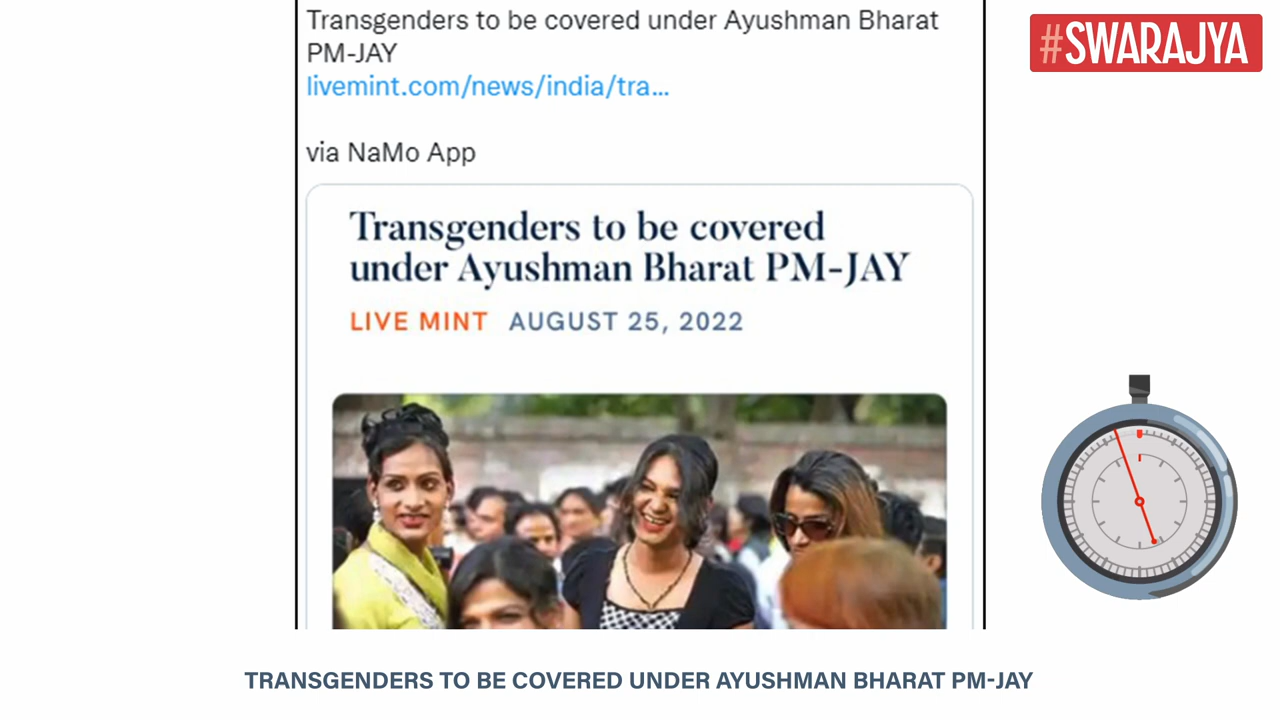 Transgenders to be covered under Ayushman Bharat
PM-JAY
livemint.com/news/india/tra...
via NaMo App
Transgenders to be covered
under Ayushman Bharat PM-JAY
LIVE MINT AUGUST 25, 2022
#SWARAJYA
TRANSGENDERS TO BE COVERED UNDER AYUSHMAN BHARAT PM-JAY